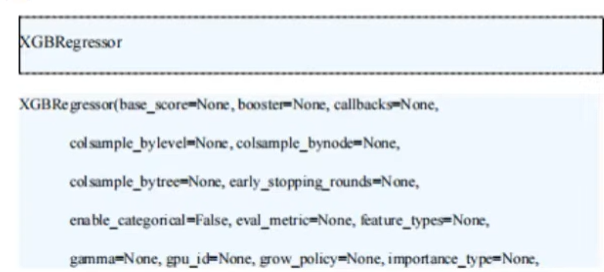 XGBRegressor
XGBRegressor(base_score=None, booster=None, callbacks=None,
colsample_bylevel=None, colsample_bynode=None,
colsample_bytree=None, early_stopping_rounds=None,
enable_categorical=False, eval_metric=None, feature_types=None,
gamma=None, gpu_id=None, grow_policy=None, importance_type=None,